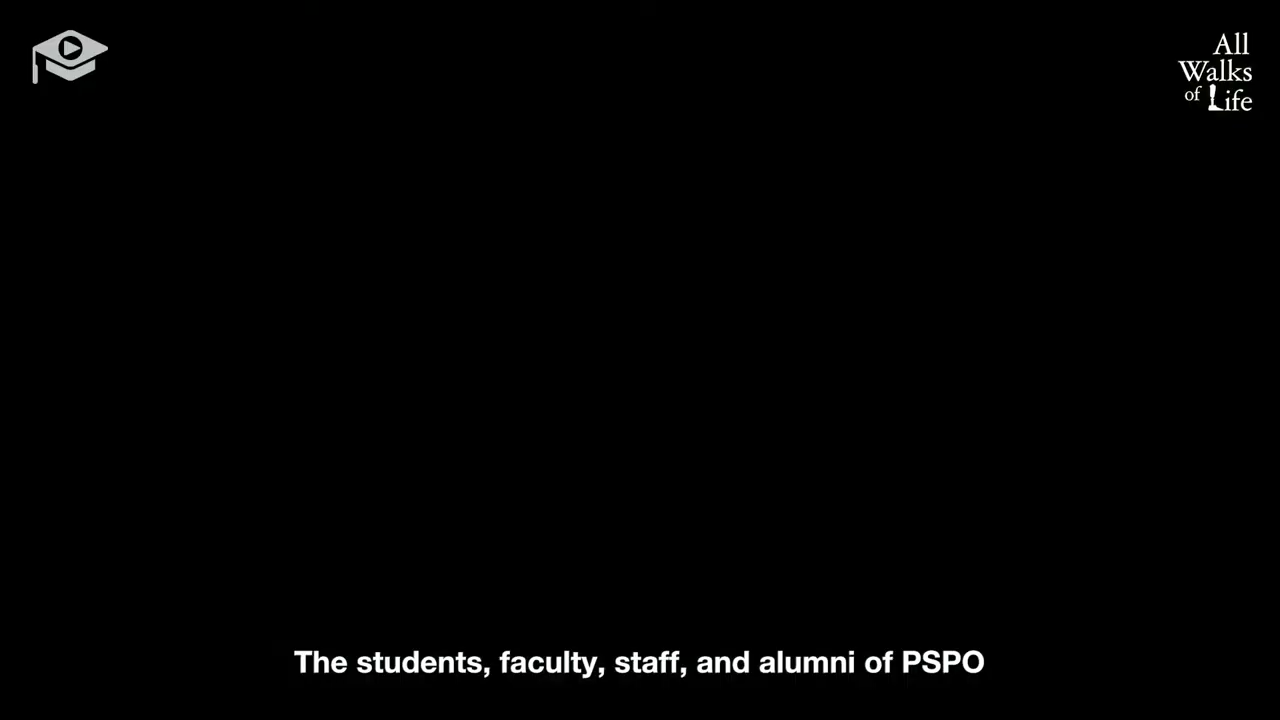 All
Walks
of Life
The students, faculty, staff, and alumni of PSPO